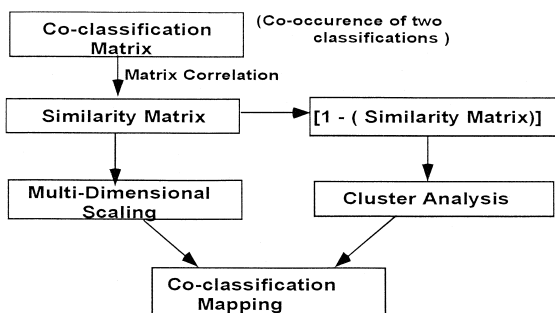 Co-classification
Matrix
(Co-occurence of two
classifications )
Matrix Correlation
Similarity Matrix
[1 - ( Similarity Matrix)]
Multi-Dimensional
Scaling
Cluster Analysis
Co-classification
Mapping